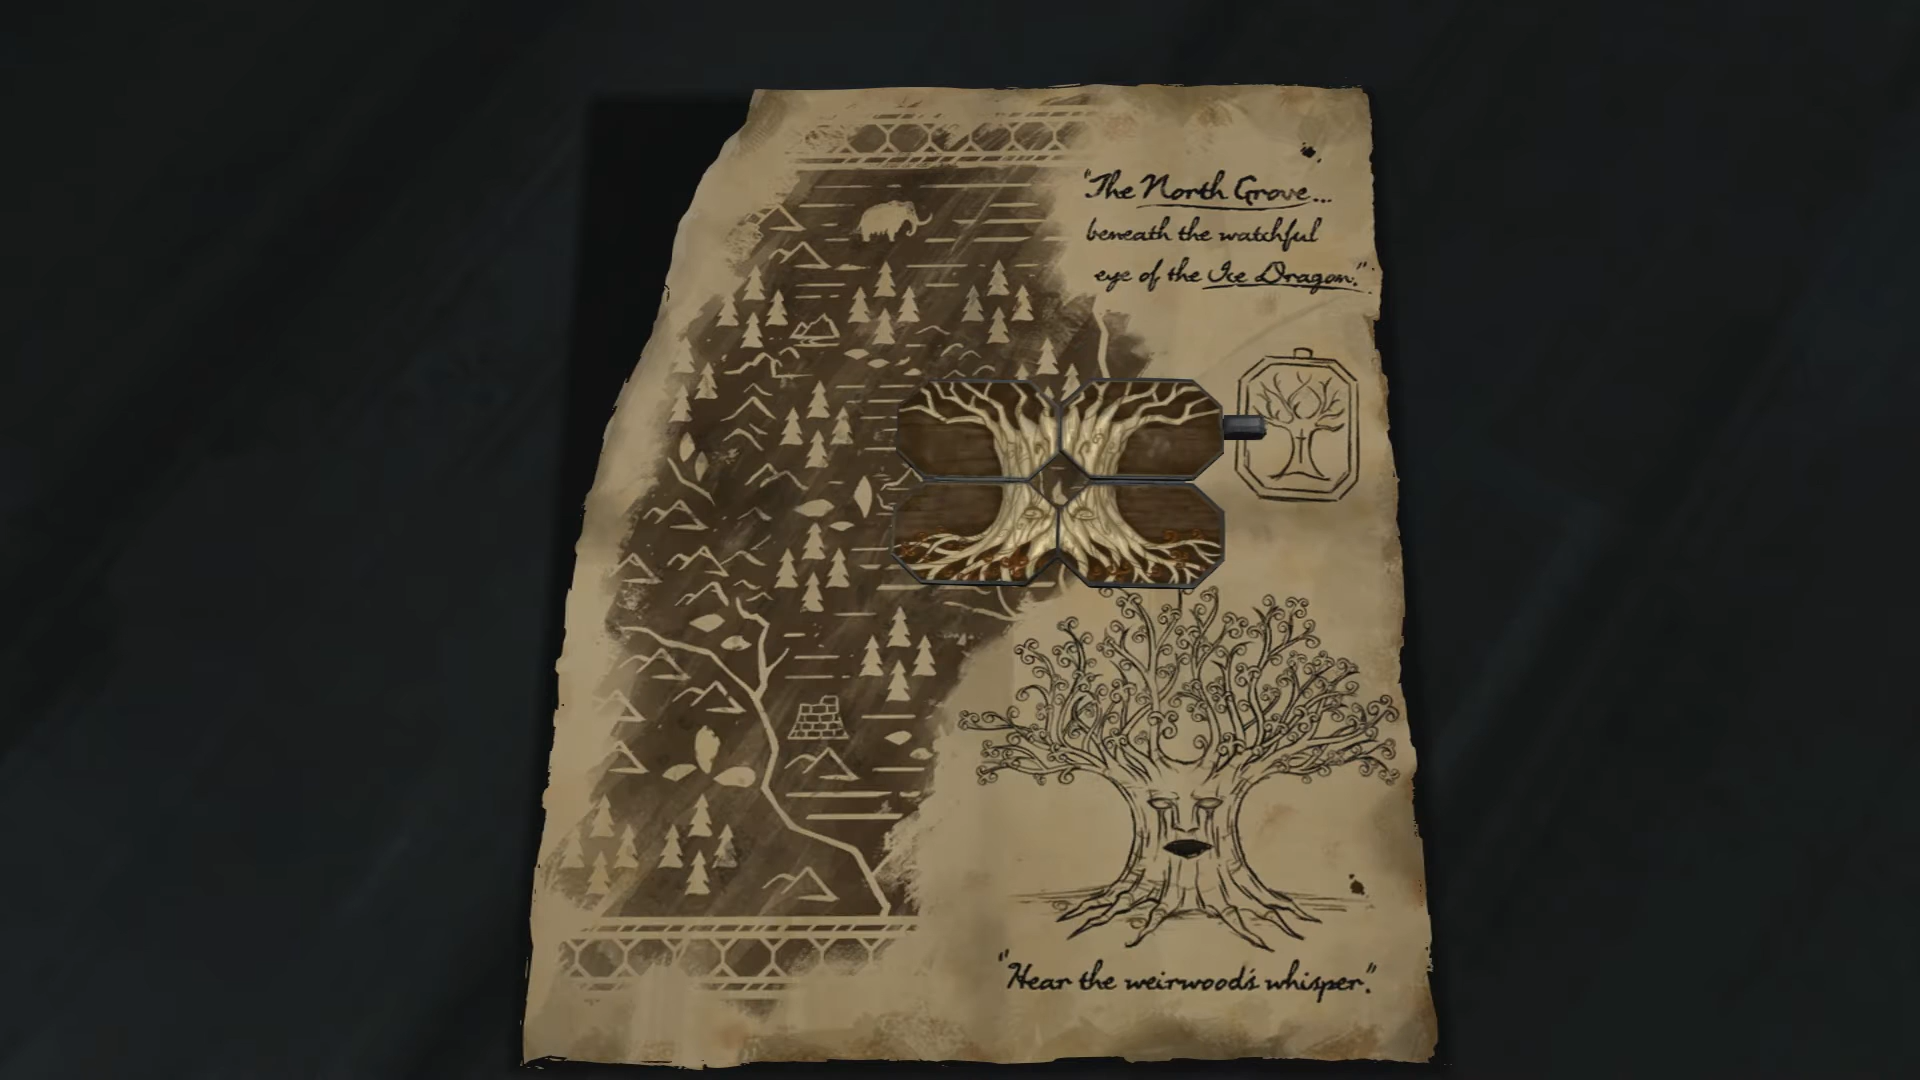 "The North Grove...
beneath the watchful
eye of the Ice Dragon."
"Hear the weirwood's whisper."